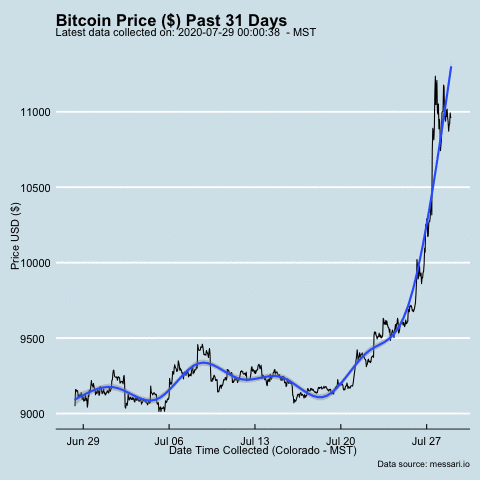 Bitcoin Price ($) Past 31 Days
Latest data collected on: 2020-07-29 00:00:38  - MST
11000
10500
10000
9500
9000
Price USD ($)
Jun 29 Jul 06 Jul 13 Jul 20 Jul 27
Date Time Collected (Colorado - MST)
Data source: messari.io